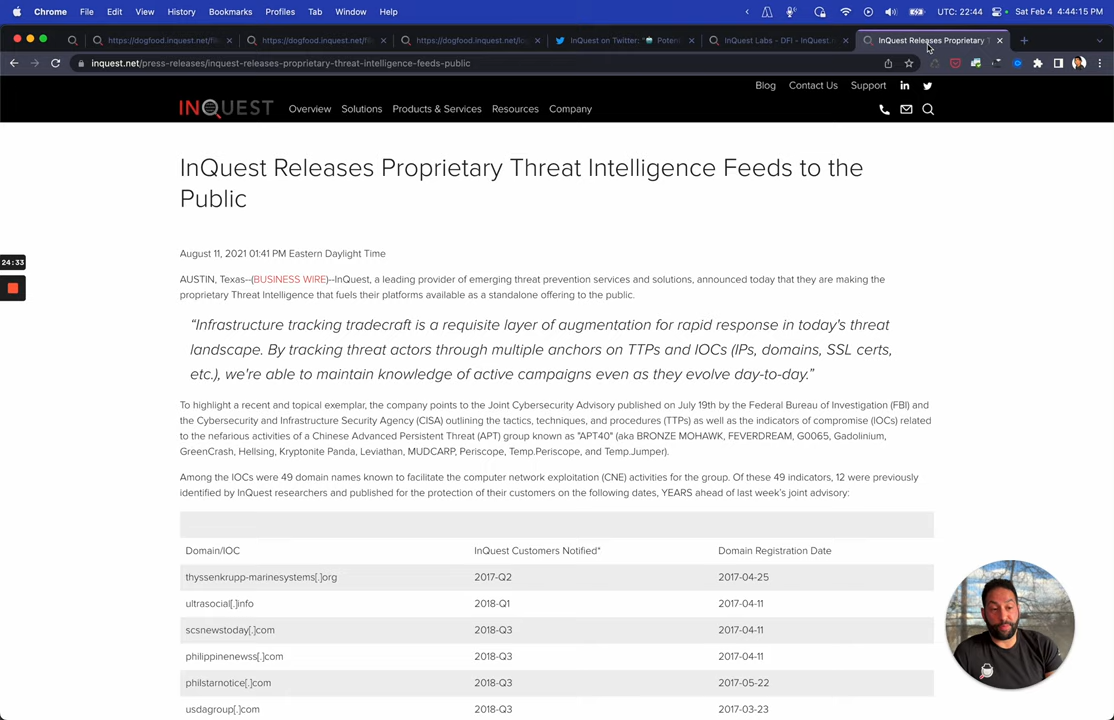 Chrome File Edit View History Bookmarks Profiles Tab Window Help UTC: 22:44 Sat Feb 4 4:44:15 PM
https://dogfood.inquest.net/fil https://dogfood.inquest.net/fil https://dogfood.inquest.net/io InQuest on Twitter: " Poten InQuest Labs - DFI - InQuest.n InQuest Releases Proprietary T
inquest.net/press-releases/inquest-releases-proprietary-threat-intelligence-feeds-public
Blog Contact Us Support
INQUEST Overview Solutions Products & Services Resources Company
InQuest Releases Proprietary Threat Intelligence Feeds to the
Public
24:33
August 11, 2021 01:41 PM Eastern Daylight Time
AUSTIN, Texas--(BUSINESS WIRE)--InQuest, a leading provider of emerging threat prevention services and solutions, announced today that they are making the
proprietary Threat Intelligence that fuels their platforms available as a standalone offering to the public.
“Infrastructure tracking tradecraft is a requisite layer of augmentation for rapid response in today's threat
landscape. By tracking threat actors through multiple anchors on TTPs and IOCs (IPs, domains, SSL certs,
etc.), we're able to maintain knowledge of active campaigns even as they evolve day-to-day.”
To highlight a recent and topical exemplar, the company points to the Joint Cybersecurity Advisory published on July 19th by the Federal Bureau of Investigation (FBI) and
the Cybersecurity and Infrastructure Security Agency (CISA) outlining the tactics, techniques, and procedures (TTPs) as well as the indicators of compromise (IOCs) related
to the nefarious activities of a Chinese Advanced Persistent Threat (APT) group known as "APT40" (aka BRONZE MOHAWK, FEVERDREAM, G0065, Gadolinium,
GreenCrash, Hellsing, Kryptonite Panda, Leviathan, MUDCARP, Periscope, Temp.Periscope, and Temp.Jumper).
Among the IOCs were 49 domain names known to facilitate the computer network exploitation (CNE) activities for the group. Of these 49 indicators, 12 were previously
identified by InQuest researchers and published for the protection of their customers on the following dates, YEARS ahead of last week's joint advisory:
Domain/IOC InQuest Customers Notified* Domain Registration Date
thyssenkrupp-marinesystems[.]org 2017-Q2 2017-04-25
ultrasocial[.]info 2018-Q1 2017-04-11
scsnewstoday[.]com 2018-Q3 2017-04-11
philippinenewss[.]com 2018-Q3 2017-04-11
philstarnotice[.]com 2018-Q3 2017-05-22
usdagroup[.]com 2018-Q3 2017-03-23